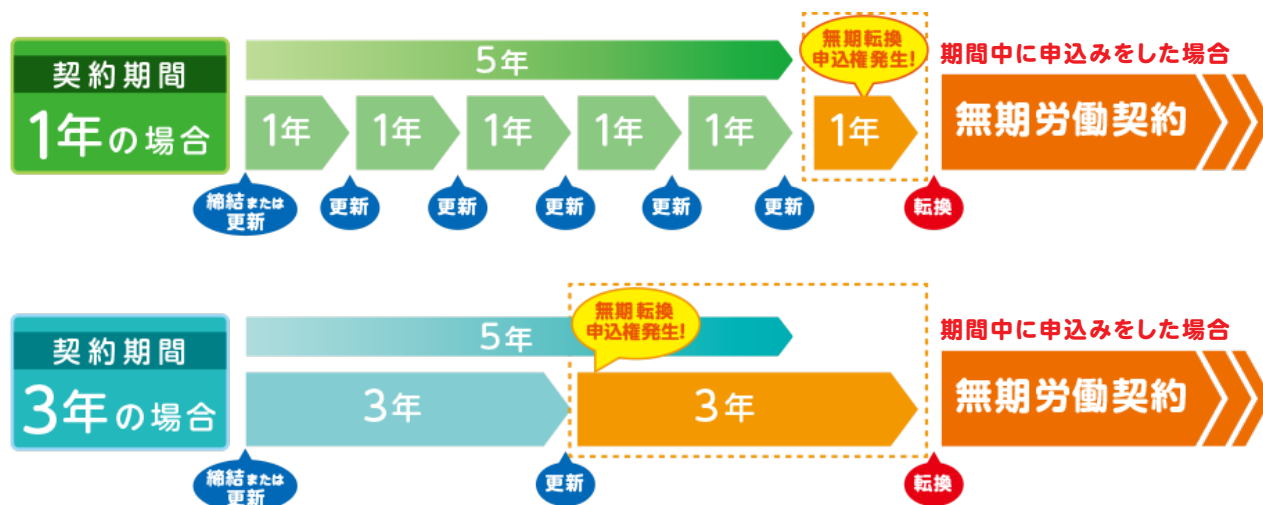 契約期間
1年の場合
5年
無期転換
申込権発生!
期間中に申込みをした場合
1年
1年
1年
1年
1年
1年
無期労働契約
締結または
更新
更新
更新
更新
更新
更新
転換
契約期間
3年の場合
5年
無期転換
申込権発生!
期間中に申込みをした場合
3年
3年
無期労働契約
締結または
更新
更新
転換